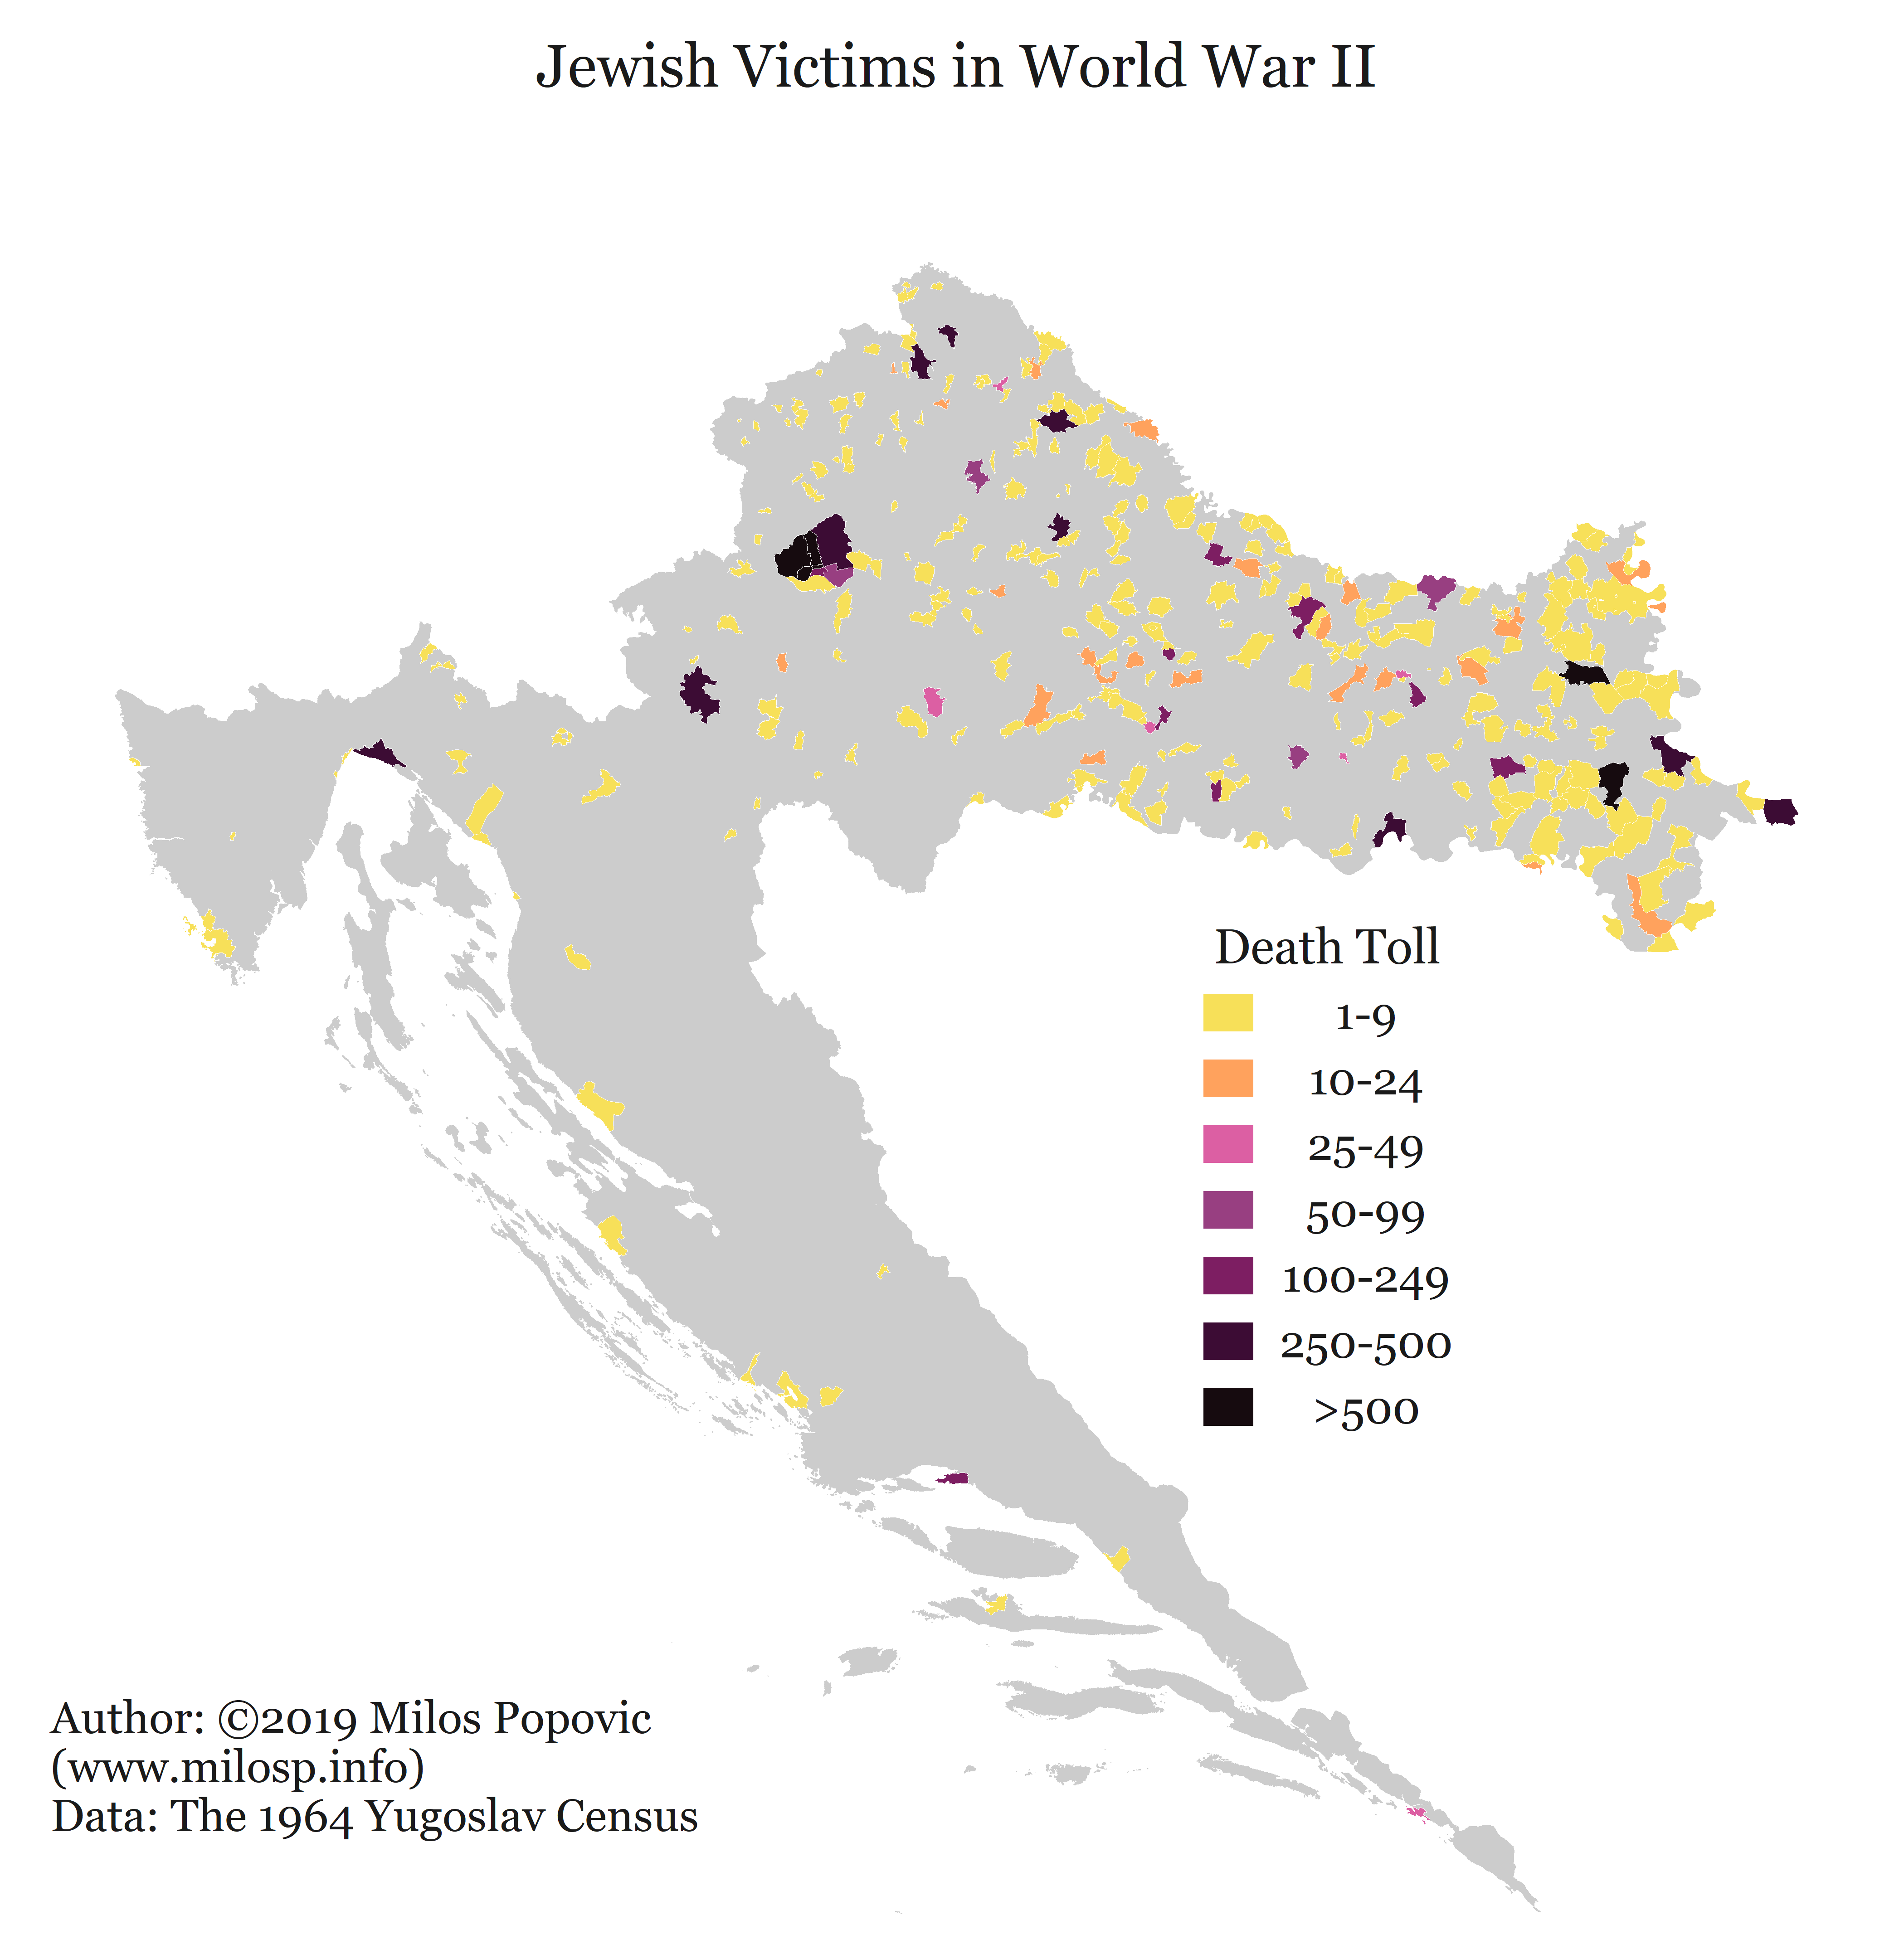 Jewish Victims in World War II
Death Toll
1-9
10-24
25-49
50-99
100-249
250-500
>500
Author: ©2019 Milos Popovic
(www.milosp.info)
Data: The 1964 Yugoslav Census